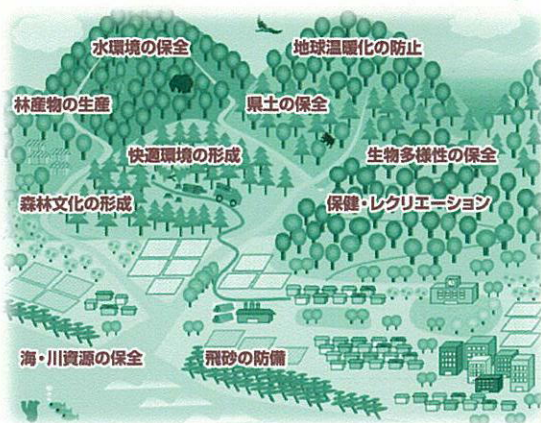 水環境の保全
地球温暖化の防止
林産物の生産
県土の保全
快適環境の形成
生物多様性の保全
森林文化の形成
保健・レクリエーション
海・川資源の保全
飛砂の防備